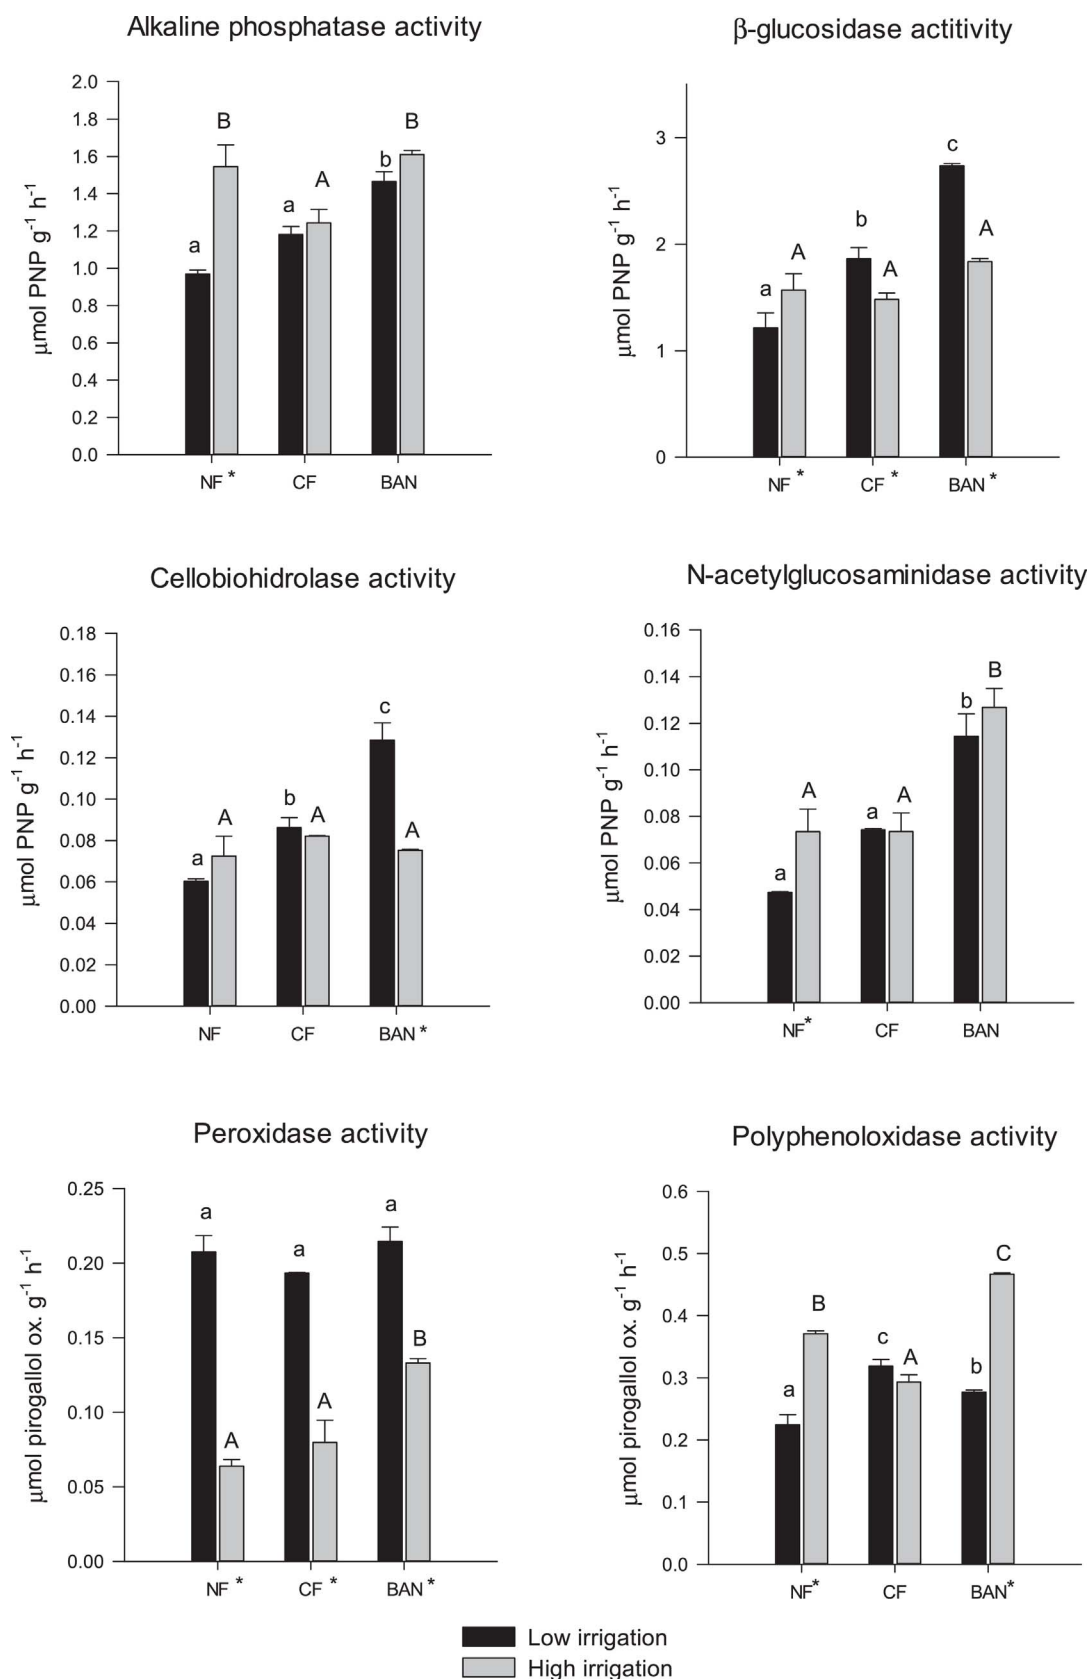 Alkaline phosphatase activity
2.0
1.8
1.6
1.4
1.2
1.0
0.8
0.6
0.4
0.2
0.0
µmol PNP g⁻¹ h⁻¹
a
B
a
A
b
B
NF *
CF
BAN
β-glucosidase actitivity
3
2
1
0
µmol PNP g⁻¹ h⁻¹
a
A
b
A
c
A
NF *
CF *
BAN *
Cellobiohidrolase activity
0.18
0.16
0.14
0.12
0.10
0.08
0.06
0.04
0.02
0.00
µmol PNP g⁻¹ h⁻¹
a
A
b
A
c
A
NF
CF
BAN *
N-acetylglucosaminidase activity
0.16
0.14
0.12
0.10
0.08
0.06
0.04
0.02
0.00
µmol PNP g⁻¹ h⁻¹
a
A
a
A
b
B
NF*
CF
BAN
Peroxidase activity
0.25
0.20
0.15
0.10
0.05
0.00
µmol pirogallol ox. g⁻¹ h⁻¹
a
A
a
A
a
B
NF *
CF *
BAN *
Polyphenoloxidase activity
0.6
0.5
0.4
0.3
0.2
0.1
0.0
µmol pirogallol ox. g⁻¹ h⁻¹
a
B
c
A
b
C
NF*
CF
BAN*
Low irrigation
High irrigation